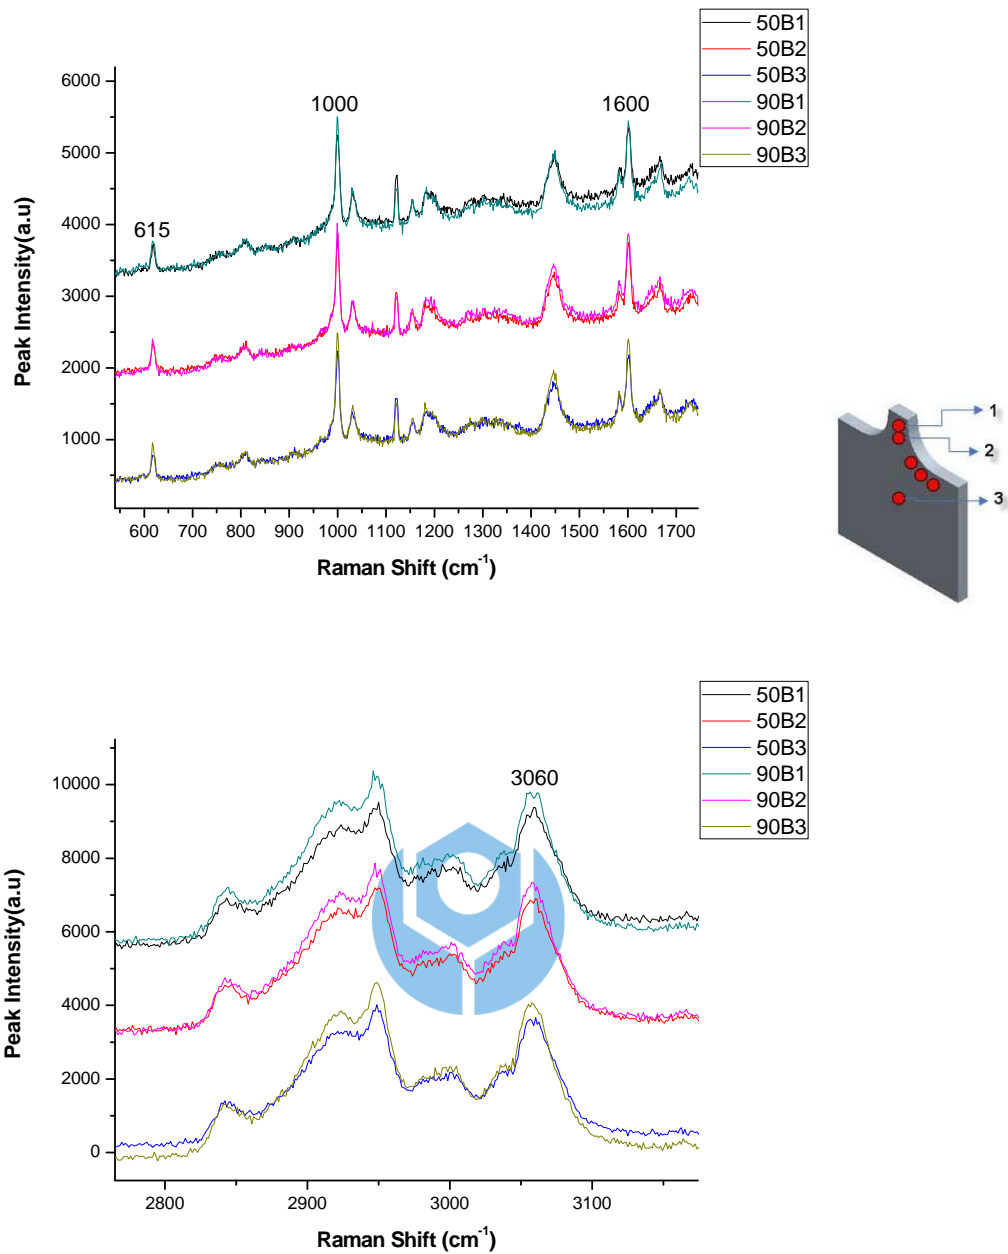 50B1
50B2
50B3
90B1
90B2
90B3
6000
5000
4000
3000
2000
1000
615
1000
1600
Peak Intensity(a.u)
600 700 800 900 1000 1100 1200 1300 1400 1500 1600 1700
Raman Shift (cm-1)
1
2
3
50B1
50B2
50B3
90B1
90B2
90B3
10000
8000
6000
4000
2000
0
3060
Peak Intensity(a.u)
2800 2900 3000 3100
Raman Shift (cm-1)